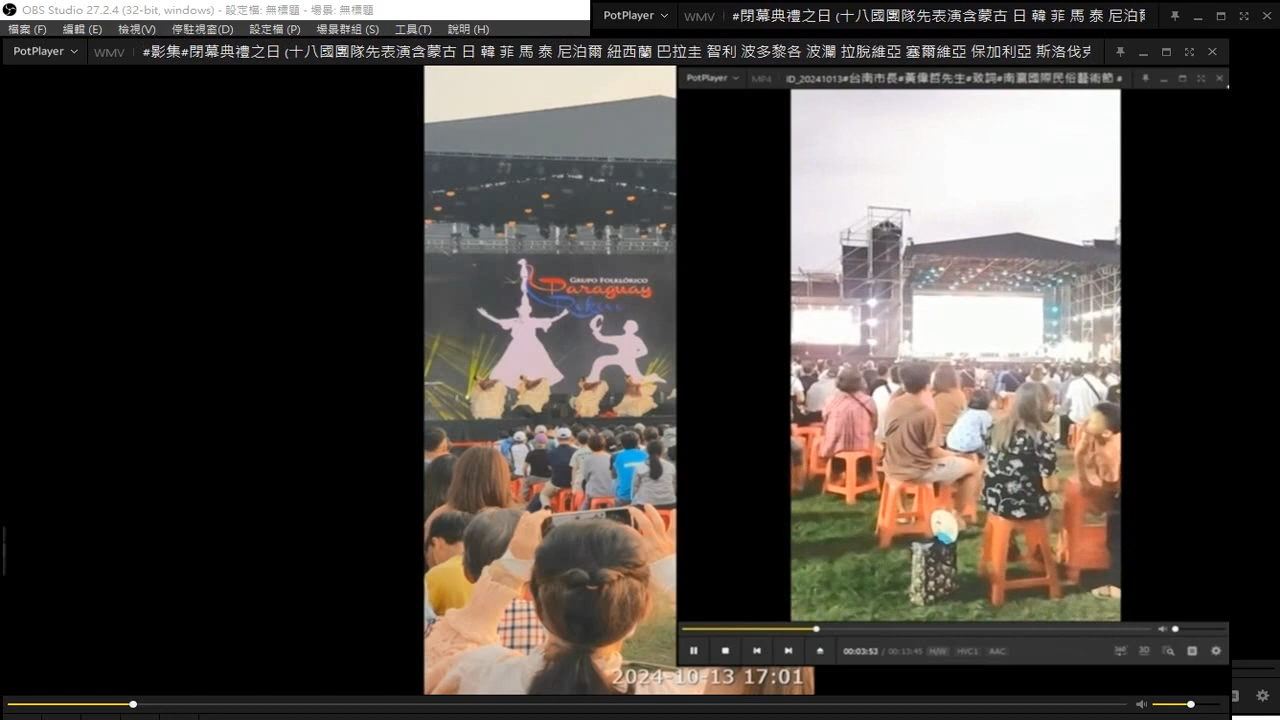 OBS Studio 27.2.4 (32-bit, windows) - 設定檔: 無標題 - 場景: 無標題
檔案 (F) 編輯 (E) 檢視(V) 停駐視窗(D) 設定檔 (P) 場景群組 (S) 工具(T) 說明 (H)
PotPlayer WMV #閉幕典禮之日 (十八國團隊先表演含蒙古 日 韓 菲 馬 泰 尼泊爾
PotPlayer WMV #影集#閉幕典禮之日 (十八國團隊先表演含蒙古 日 韓 菲 馬 泰 尼泊爾 紐西蘭 巴拉圭 智利 波多黎各 波瀾 拉脫維亞 塞爾維亞 保加利亞 斯洛伐克
PotPlayer MP4 ID_20241013#台南市長#黃偉哲先生#致詞#南瀛國際民俗藝術節 #
GRUPO FOLKLÓRICO
Paraguay
00:03:53 / 00:13:45 H/W HVC1 AAC
3D
2024-10-13 17:01